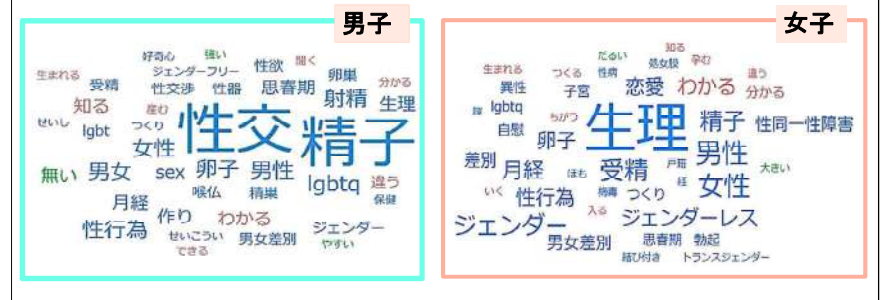 男子
好奇心 強い
ジェンダーフリー 性欲 聞く
生まれる 受精 性交渉 性器 思春期 卵巣 分かる
知る 産む 射精 生理
せいし lgbt つくり 性交 精子
女性
無い 男女 sex 卵子 男性 lgbtq 違う
喉仏 精巣 保健
月経 作り わかる
性行為 せいこうい 男女差別 ジェンダー
できる やすい
女子
だるい 知る
処女膜 孕む
生まれる つくる 性病 違う
異性 子宮 恋愛 わかる 分かる
lgbtq
自慰 ちがつ 生理 精子 性同一性障害
卵子
差別 月経 ほも 受精 男性 大きい
いく 性行為 つくり 女性
ジェンダー 入る ジェンダーレス
男女差別 思春期 勃起
結び付き トランスジェンダー